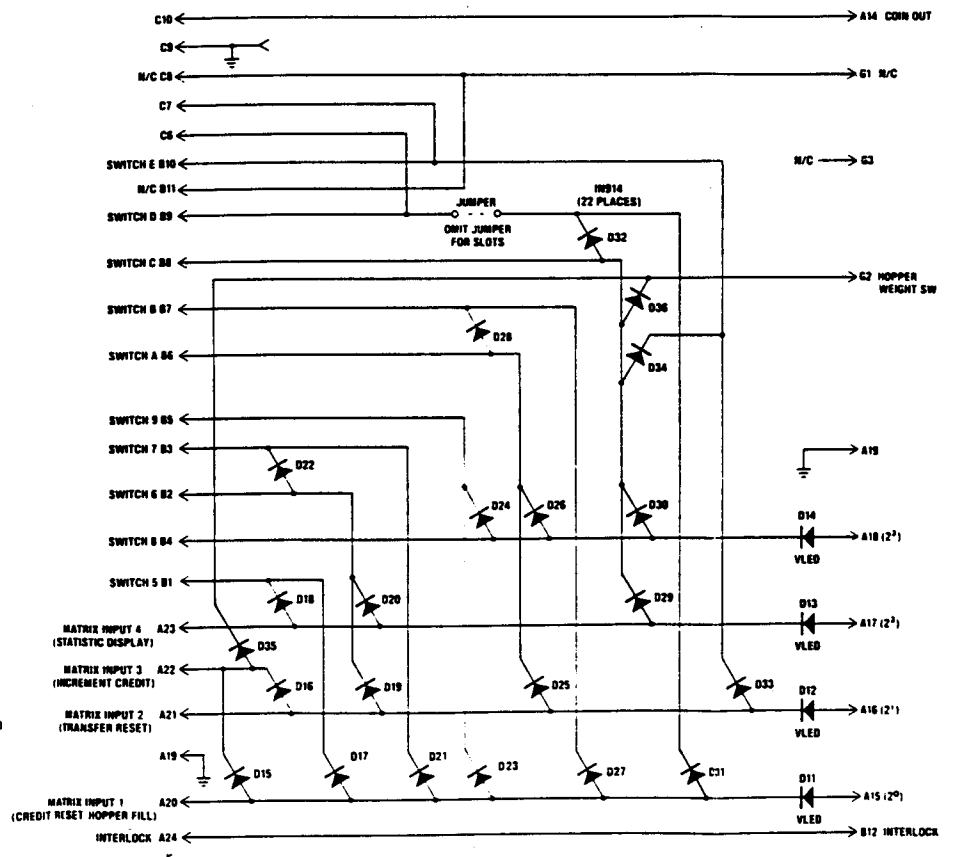 C10
A14 COIN OUT
C9
N/C C8
G1 N/C
C7
C6
SWITCH E B10
N/C
G3
N/C B11
IN914
(22 PLACES)
JUMPER
SWITCH D B9
OMIT JUMPER
FOR SLOTS
D32
SWITCH C B8
G2 HOPPER
WEIGHT SW
D36
SWITCH B B7
D28
SWITCH A B6
D34
SWITCH 9 B5
SWITCH 7 B3
A19
D22
SWITCH 6 B2
D24
D26
D30
D14
SWITCH 8 B4
A18 (2³)
VLED
SWITCH 5 B1
D18
D20
D29
D13
MATRIX INPUT 4 A23
(STATISTIC DISPLAY)
A17 (2²)
VLED
D35
MATRIX INPUT 3 A22
(INCREMENT CREDIT)
D16
D19
D25
D33
D12
MATRIX INPUT 2 A21
(TRANSFER RESET)
A16 (2¹)
VLED
A19
D15
D17
D21
D23
D27
D31
D11
MATRIX INPUT 1 A20
(CREDIT RESET HOPPER FILL)
A15 (2⁰)
VLED
INTERLOCK A24
B12 INTERLOCK